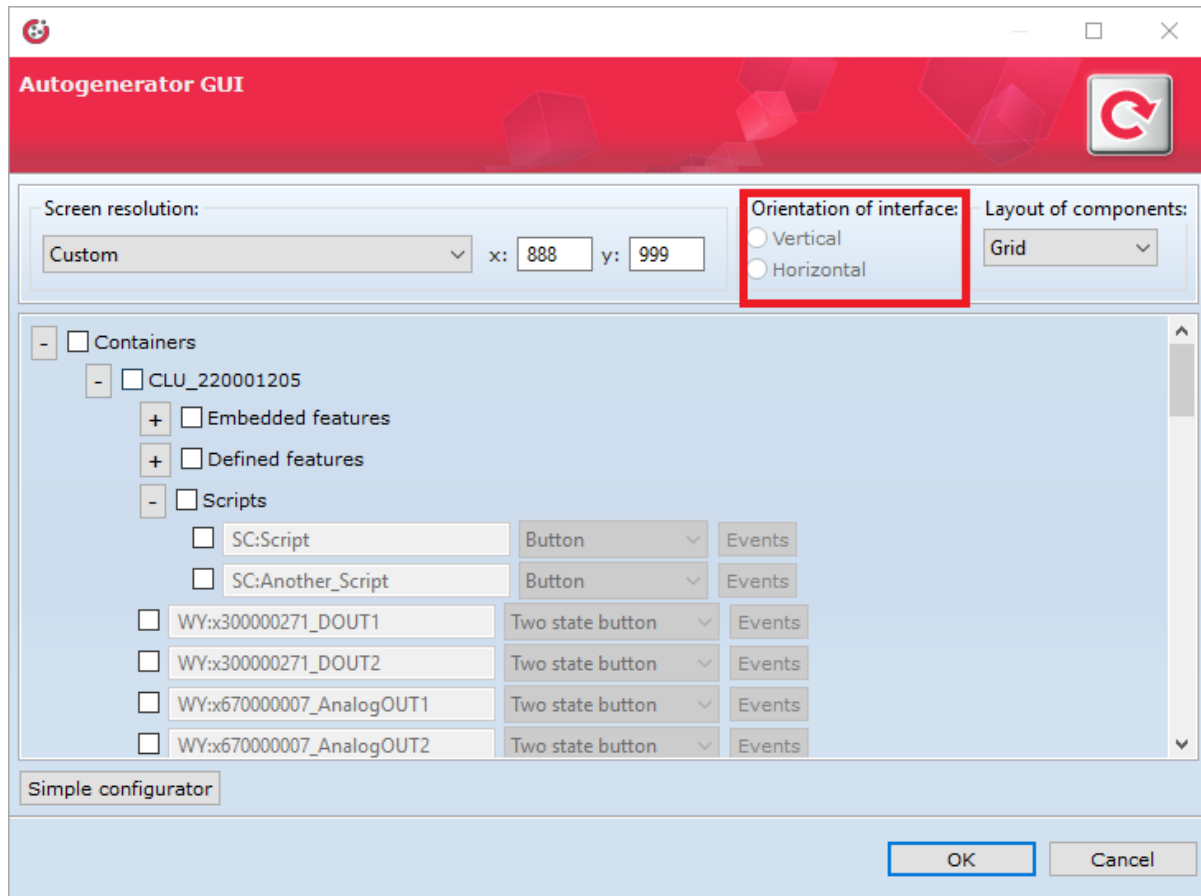 Autogenerator GUI
Screen resolution:
Custom
x: 888 y: 999
Orientation of interface:
Vertical
Horizontal
Layout of components:
Grid
- Containers
- CLU_220001205
+ Embedded features
+ Defined features
- Scripts
SC:Script Button Events
SC:Another_Script Button Events
WY:x300000271_DOUT1 Two state button Events
WY:x300000271_DOUT2 Two state button Events
WY:x670000007_AnalogOUT1 Two state button Events
WY:x670000007_AnalogOUT2 Two state button Events
Simple configurator
OK Cancel